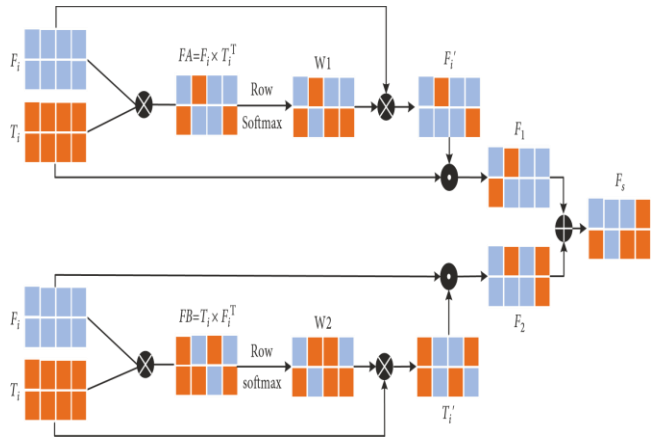 F_i
T_i
FA=F_i × T_i^T
Row
Softmax
W1
F_i′
F_1
F_s
F_i
T_i
FB=T_i × F_i^T
Row
softmax
W2
T_i′
F_2